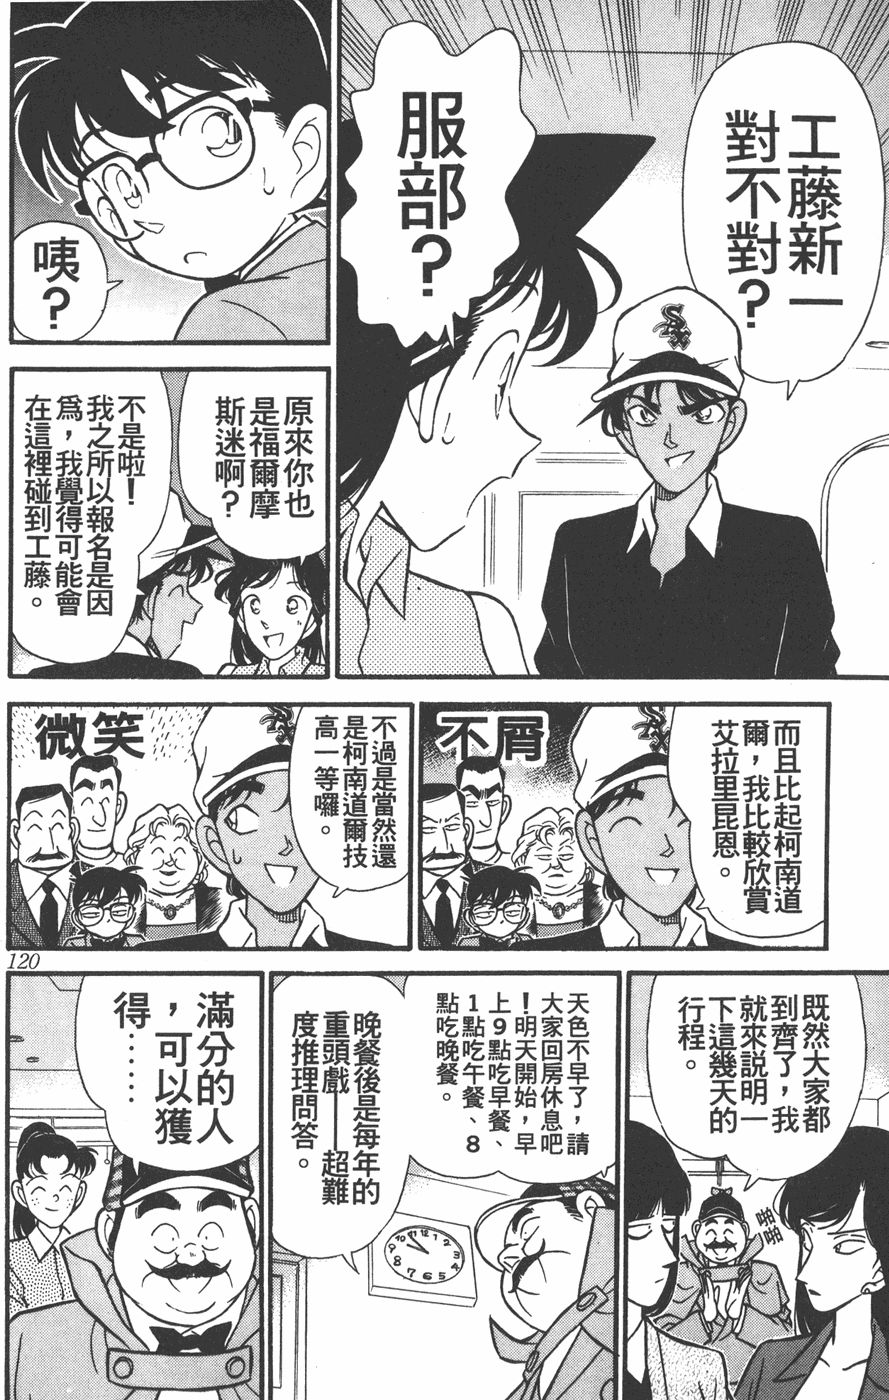 工藤新一
對不對?
服部?
咦?
原來你也
是福爾摩
斯迷啊?
不是啦!
我之所以報名是因
爲,我覺得可能會
在這裡碰到工藤。
而且比起柯南道
爾,我比較欣賞
艾拉里昆恩。
不屑
不過是當然還
是柯南道爾技
高一等囉。
微笑
120
既然大家都
到齊了,我
就來説明一
下這幾天的
行程。
啪啪
天色不早了,請
大家回房休息吧
!明天開始,早
上9點吃早餐、
1點吃午餐、8
點吃晚餐。
晚餐後是每年的
重頭戲——超難
度推理問答。
滿分的人
,可以獲
得……